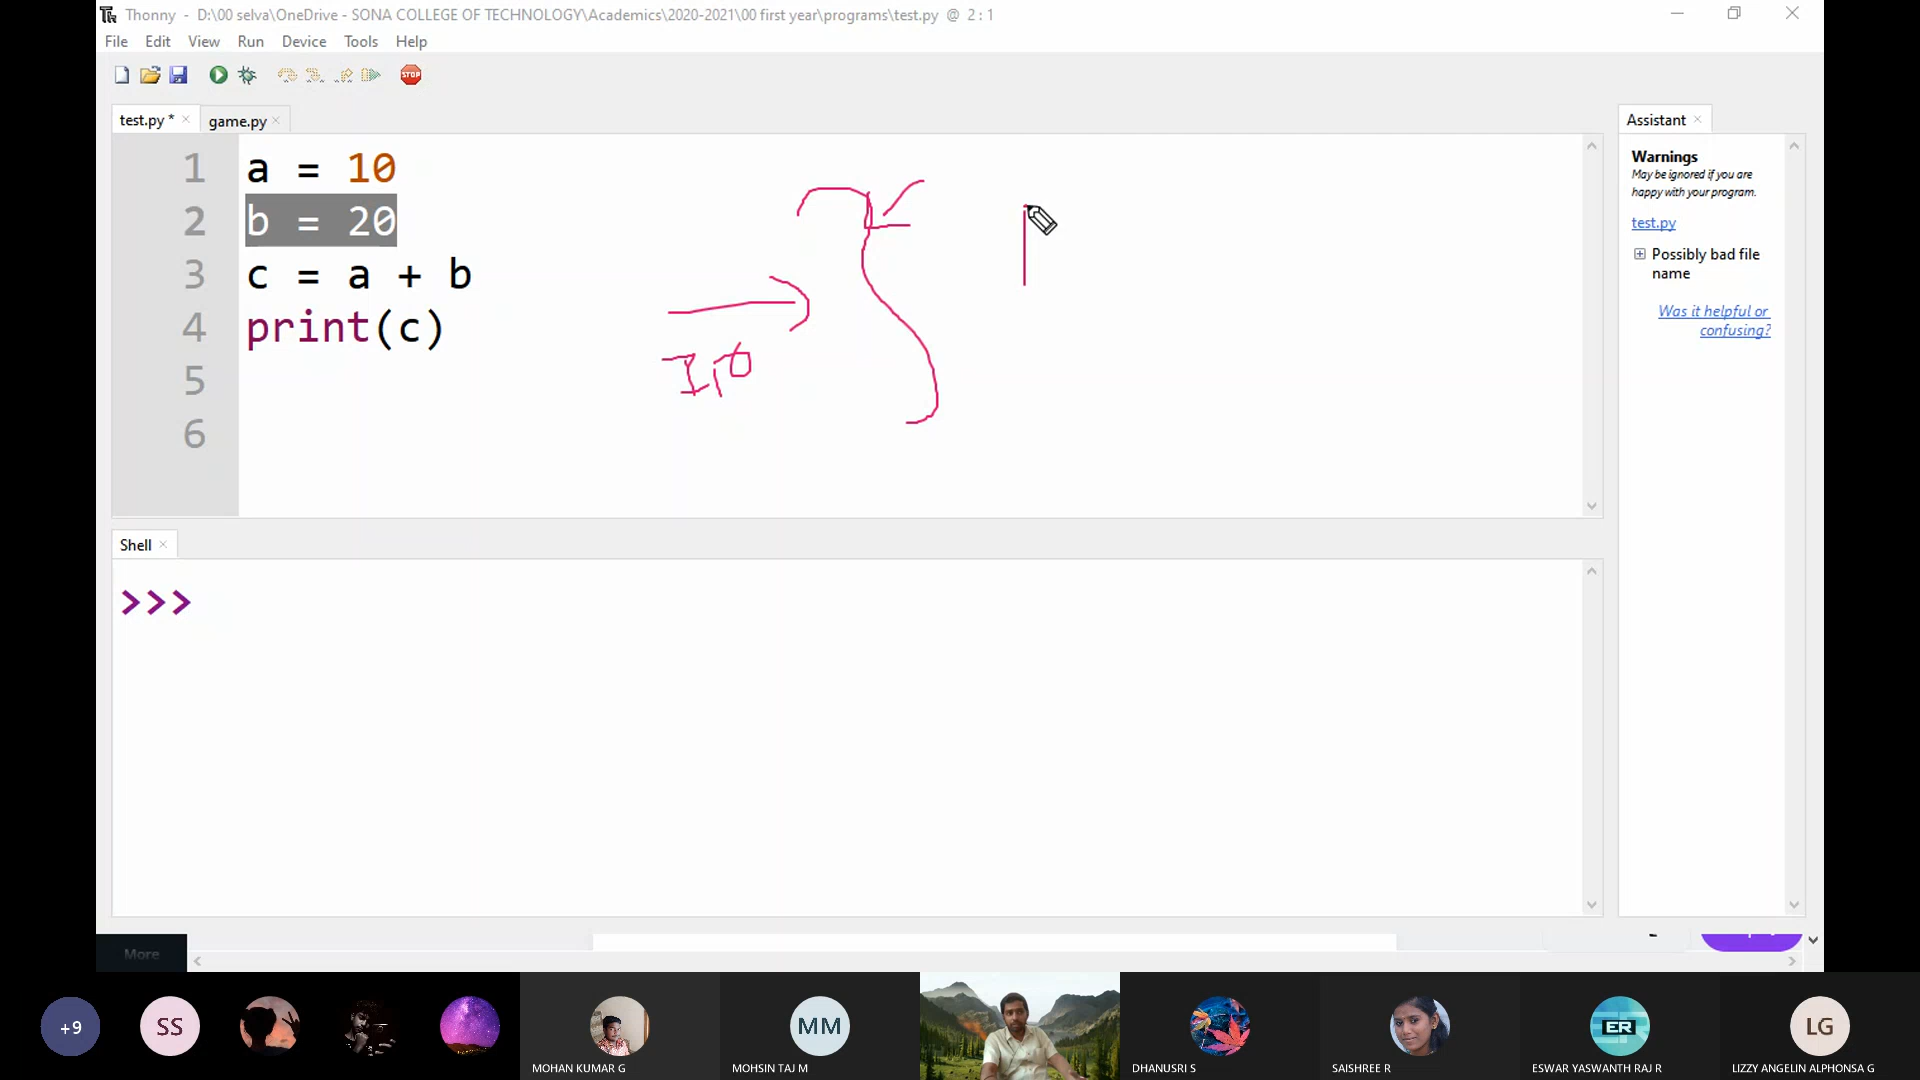 Thonny - D:\00 selva\OneDrive - SONA COLLEGE OF TECHNOLOGY\Academics\2020-2021\00 first year\programs\test.py @ 2 : 1
File Edit View Run Device Tools Help
STOP
test.py * game.py
1 a = 10
2 b = 20
3 c = a + b
4 print(c)
5
6
Assistant
Warnings
May be ignored if you are
happy with your program.
test.py
Possibly bad file
name
Was it helpful or
confusing?
Shell
>>>
More
+9
SS
MM
ER
LG
MOHAN KUMAR G
MOHSIN TAJ M
DHANUSRI S
SAISHREE R
ESWAR YASWANTH RAJ R
LIZZY ANGELIN ALPHONSA G